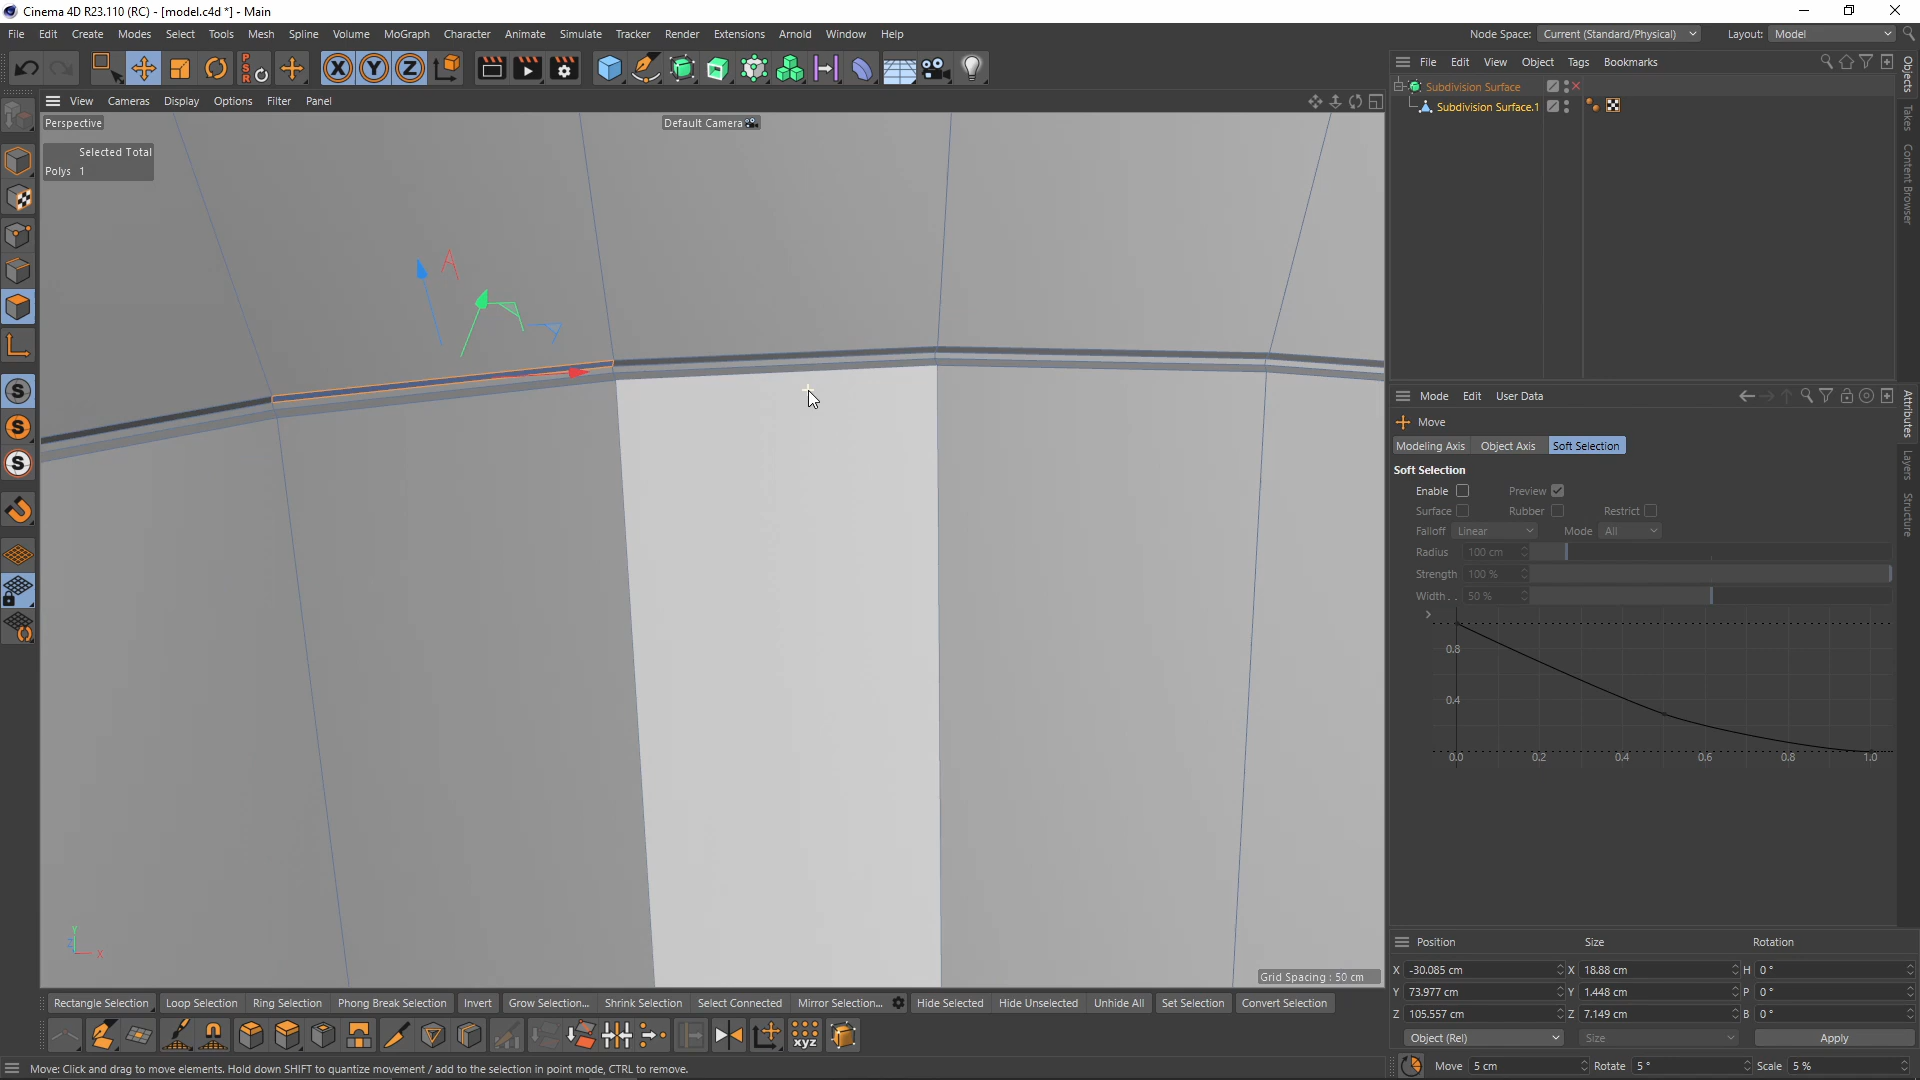 Cinema 4D R23.110 (RC) - [model.c4d *] - Main
File Edit Create Modes Select Tools Mesh Spline Volume MoGraph Character Animate Simulate Tracker Render Extensions Arnold Window Help
Node Space: Current (Standard/Physical) Layout: Model
PSR X Y Z
View Cameras Display Options Filter Panel
File Edit View Object Tags Bookmarks
Perspective
Default Camera
Selected Total
Polys 1
Subdivision Surface
Subdivision Surface.1
Objects
Takes
Content Browser
S
S
S
Mode Edit User Data
Move
Modeling Axis Object Axis Soft Selection
Soft Selection
Enable Preview
Surface Rubber Restrict
Falloff Linear Mode All
Radius 100 cm
Strength 100 %
Width. . 50 %
0.8
0.4
0.0 0.2 0.4 0.6 0.8 1.0
Attributes
Layers
Structure
Y
Z X
Grid Spacing : 50 cm
Rectangle Selection Loop Selection Ring Selection Phong Break Selection Invert Grow Selection... Shrink Selection Select Connected Mirror Selection... Hide Selected Hide Unselected Unhide All Set Selection Convert Selection
xyz
Position Size Rotation
X -30.085 cm X 18.88 cm H 0 °
Y 73.977 cm Y 1.448 cm P 0 °
Z 105.557 cm Z 7.149 cm B 0 °
Object (Rel) Size Apply
Move: Click and drag to move elements. Hold down SHIFT to quantize movement / add to the selection in point mode, CTRL to remove.
Move 5 cm Rotate 5 ° Scale 5 %